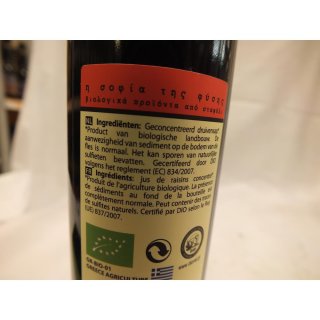 η σοφία της φύσης
βιολογικά προϊόντα από σταφύλι
NL Ingrediënten: Geconcentreerd druivensap*
*Product van biologische landbouw. De
aanwezigheid van sediment op de bodem van de
fles is normaal. Het kan sporen van natuurlijke
sulfieten bevatten. Gecertifieerd door DIO
volgens het reglement (EC) 834/2007.
FR Ingrédients: jus de raisins concentré*
*Produit de l'agriculture biologique. La présence
de sédiments au fond de la bouteille est
complètement normale. Peut contenir des traces
de sulfites naturels. Certifié par DIO selon le Regl.
(UE) 837/2007.
GR-BIO-01
GREECE AGRICULTURE